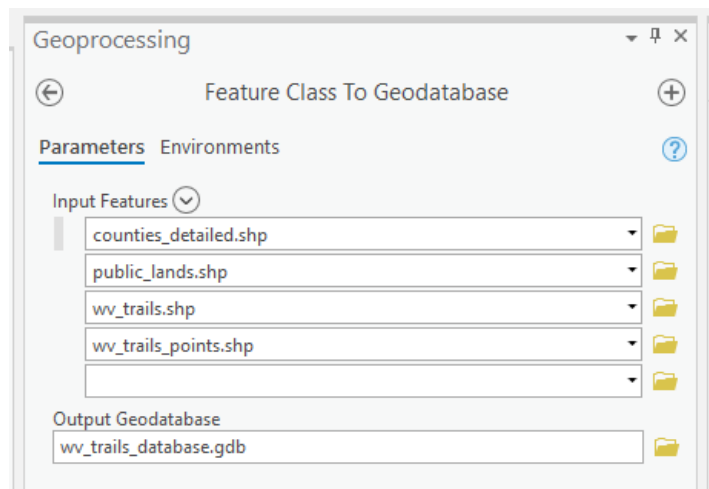 Geoprocessing
Feature Class To Geodatabase
Parameters Environments
Input Features
counties_detailed.shp
public_lands.shp
wv_trails.shp
wv_trails_points.shp
Output Geodatabase
wv_trails_database.gdb